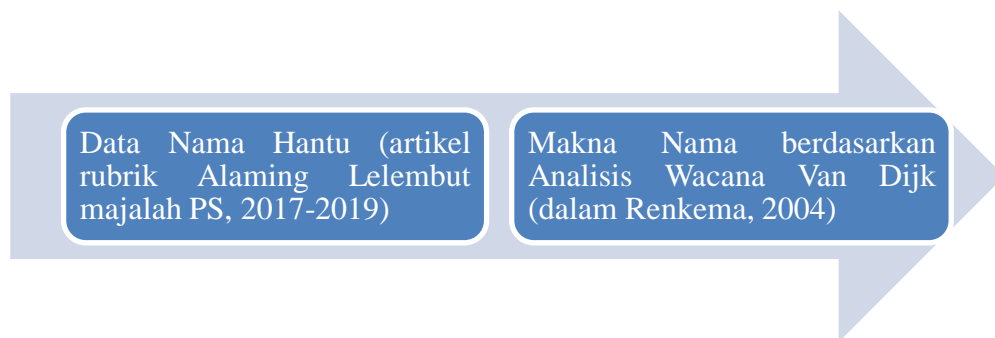 Data Nama Hantu (artikel
rubrik Alaming Lelembut
majalah PS, 2017-2019)
Makna Nama berdasarkan
Analisis Wacana Van Dijk
(dalam Renkema, 2004)